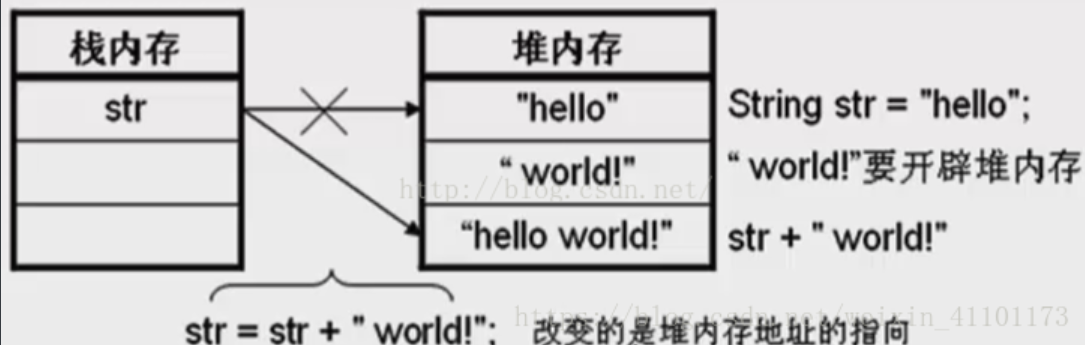 栈内存
堆内存
str
"hello"
String str = "hello";
“ world!"
“ world!”要开辟堆内存
http://blog.csdn.net/
“hello world!"
str + " world!"
str = str + " world!";
改变的是堆内存地址的指向
https://blog.csdn.net/weixin_41101173